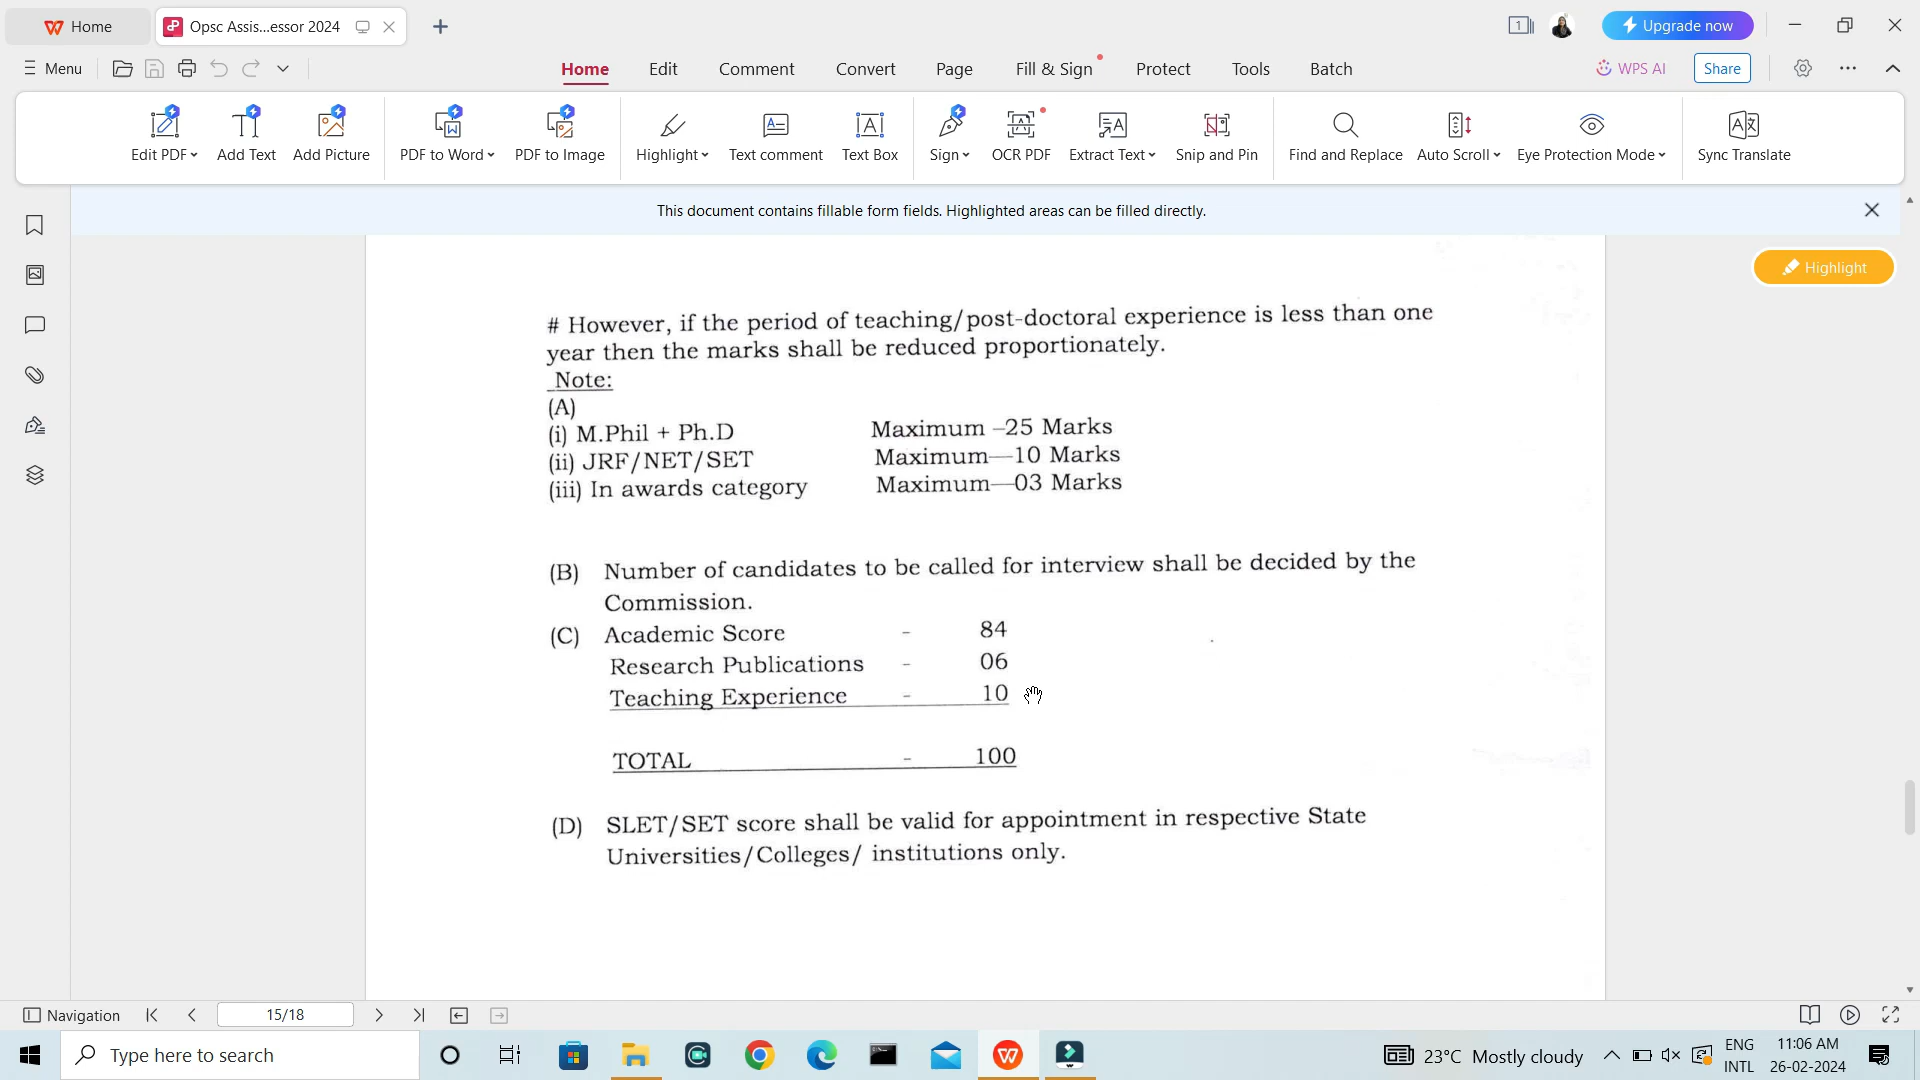 Home
Opsc Assis...essor 2024
1
Upgrade now
Menu
Home
Edit
Comment
Convert
Page
Fill & Sign
Protect
Tools
Batch
WPS AI
Share
Edit PDF
Add Text
Add Picture
PDF to Word
PDF to Image
Highlight
Text comment
Text Box
Sign
OCR PDF
Extract Text
Snip and Pin
Find and Replace
Auto Scroll
Eye Protection Mode
Sync Translate
This document contains fillable form fields. Highlighted areas can be filled directly.
Highlight
# However, if the period of teaching/post-doctoral experience is less than one
year then the marks shall be reduced proportionately.
Note:
(A)
(i) M.Phil + Ph.D Maximum –25 Marks
(ii) JRF/NET/SET Maximum—10 Marks
(iii) In awards category Maximum—03 Marks
(B) Number of candidates to be called for interview shall be decided by the
Commission.
(C) Academic Score - 84
Research Publications - 06
Teaching Experience - 10
TOTAL - 100
(D) SLET/SET score shall be valid for appointment in respective State
Universities/Colleges/ institutions only.
Navigation
15/18
Type here to search
23°C Mostly cloudy
ENG
INTL
11:06 AM
26-02-2024